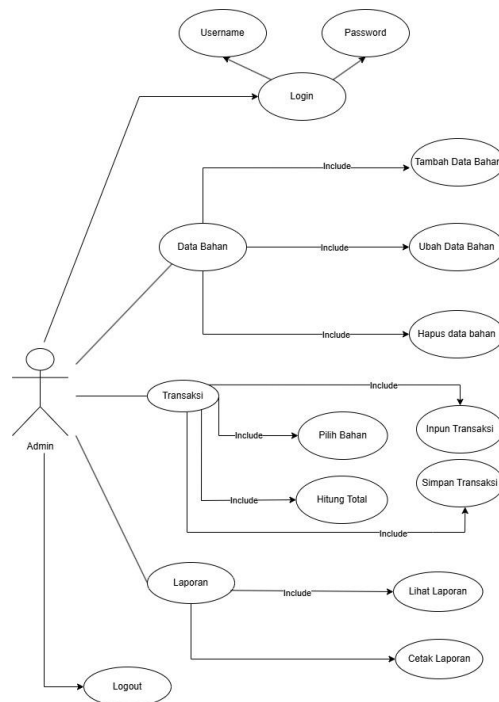 Username
Password
Login
Include
Tambah Data Bahan
Data Bahan
Include
Ubah Data Bahan
Include
Hapus data bahan
Admin
Transaksi
Include
Inpun Transaksi
Include
Pilih Bahan
Simpan Transaksi
Include
Hitung Total
Include
Laporan
Include
Lihat Laporan
Cetak Laporan
Logout